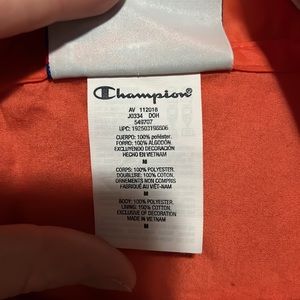 Champion
AV 112018
J0334 DOH
549707
UPC: 192503198806
CUERPO: 100% poliéster.
FORRO: 100% ALGODÓN.
EXCLUYENDO DECORACIÓN
HECHO EN VIETNAM
M
CORPS: 100% POLYESTER.
DOUBLURE: 100% COTON.
ORNEMENTS NON COMPRIS
FABRIQUÉ AU VIÊT-NAM
M
BODY: 100% POLYESTER.
LINING: 100% COTTON.
EXCLUSIVE OF DECORATION
MADE IN VIETNAM
M